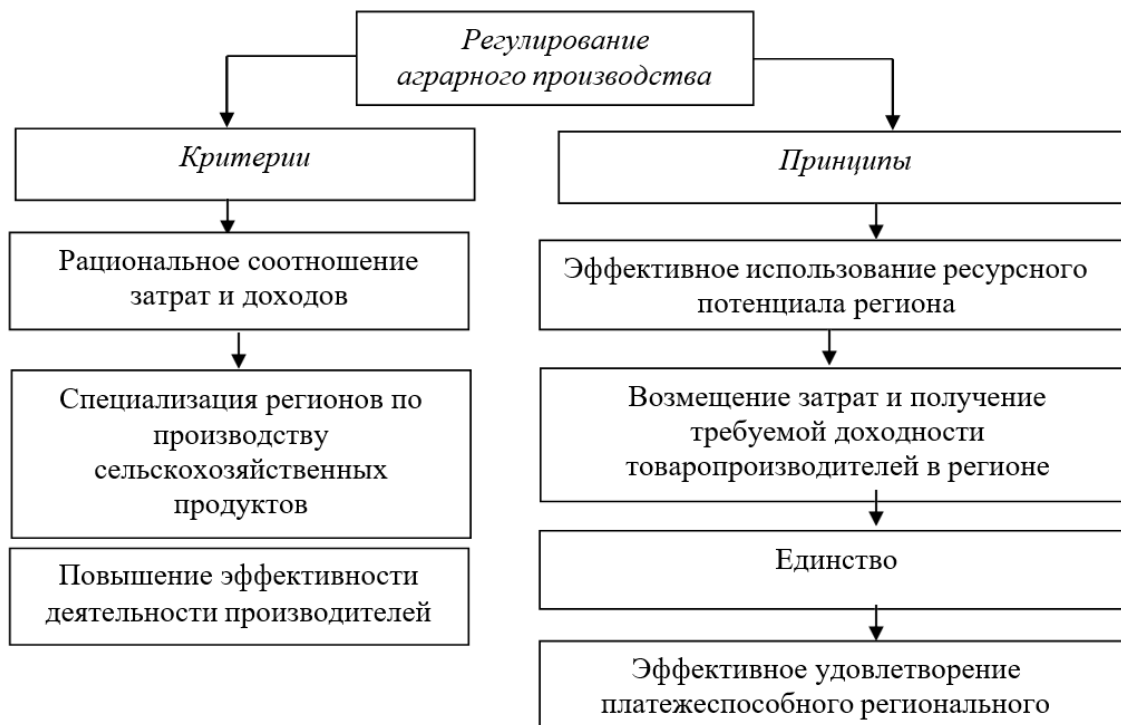 Регулирование
аграрного производства
Критерии
Принципы
Рациональное соотношение
затрат и доходов
Специализация регионов по
производству
сельскохозяйственных
продуктов
Повышение эффективности
деятельности производителей
Эффективное использование ресурсного
потенциала региона
Возмещение затрат и получение
требуемой доходности
товаропроизводителей в регионе
Единство
Эффективное удовлетворение
платежеспособного регионального